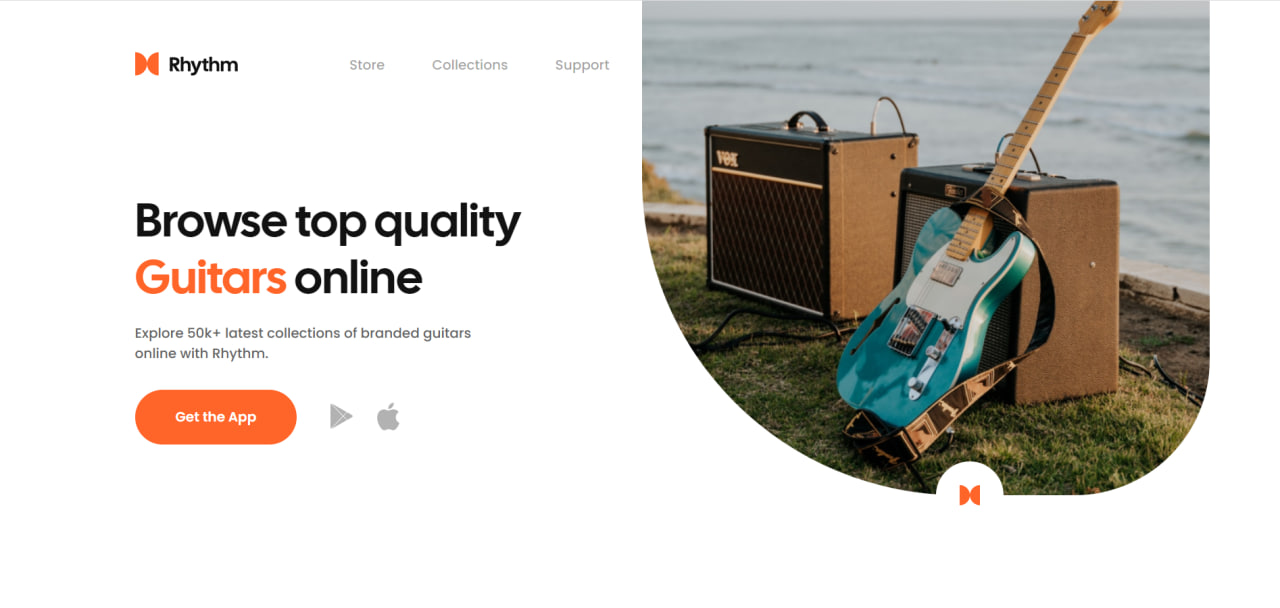 Rhythm
Store
Collections
Support
Browse top quality
Guitars online
Explore 50k+ latest collections of branded guitars
online with Rhythm.
Get the App
VOX